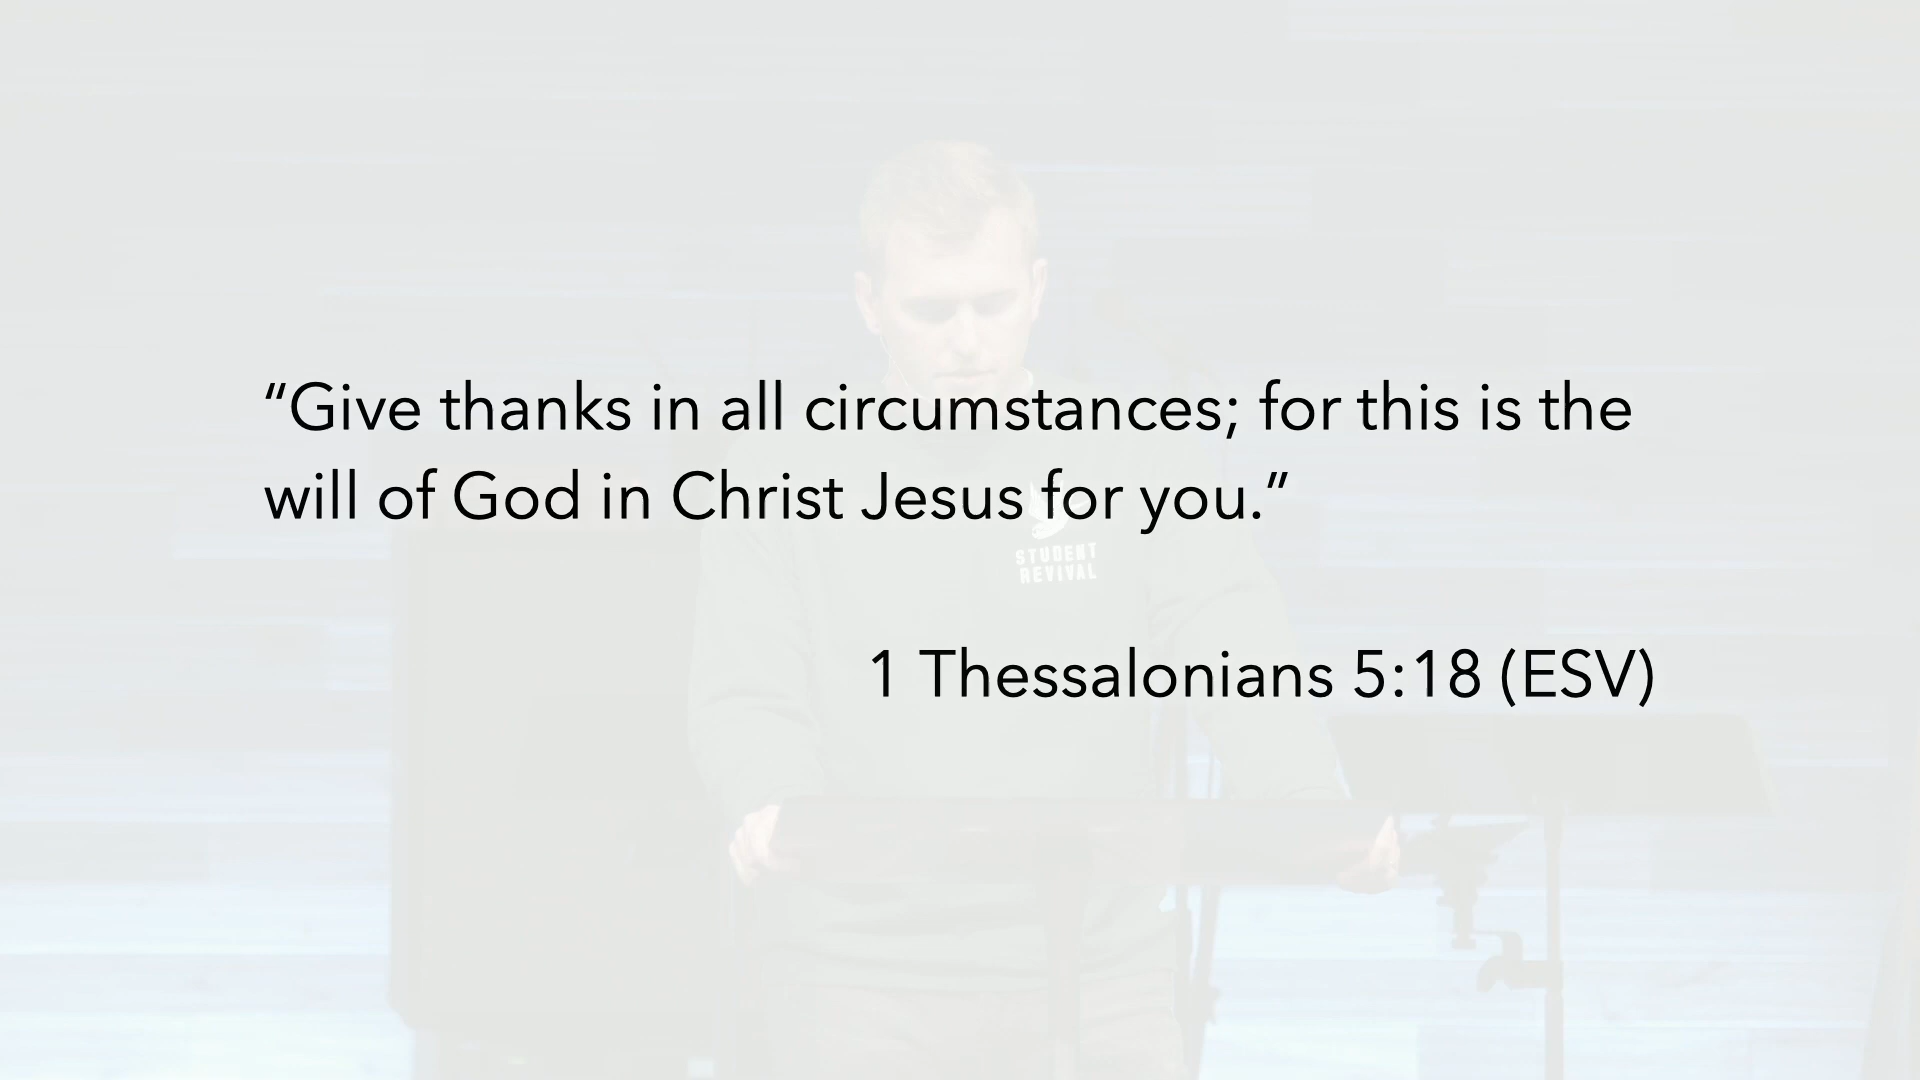 “Give thanks in all circumstances; for this is the
will of God in Christ Jesus for you.”
STUDENT
REVIVAL
1 Thessalonians 5:18 (ESV)